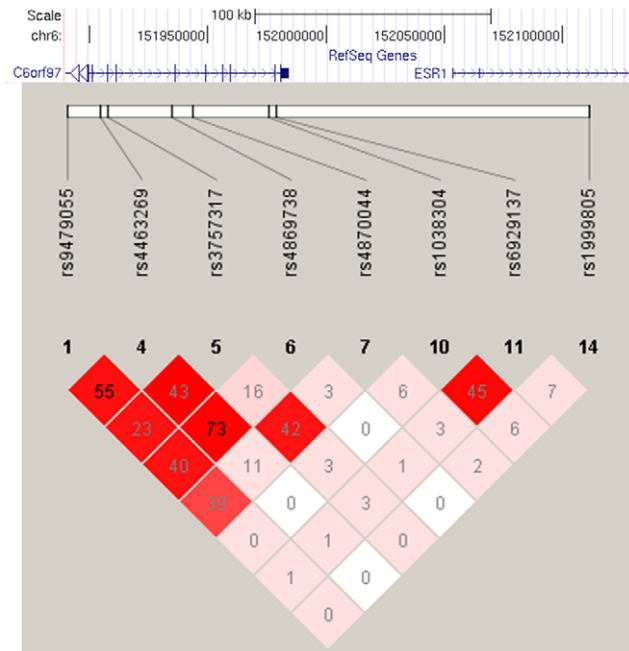 Scale 100 kb
chr6: 151950000 152000000 152050000 152100000
RefSeq Genes
C6orf97 ESR1
rs9479055
rs4463269
rs3757317
rs4869738
rs4870044
rs1038304
rs6929137
rs1999805
1 4 5 6 7 10 11 14
55 43 16 3 6 45 7
23 73 42 0 3 6
40 11 3 1 2
39 0 3 0
0 1 0
1 0
0